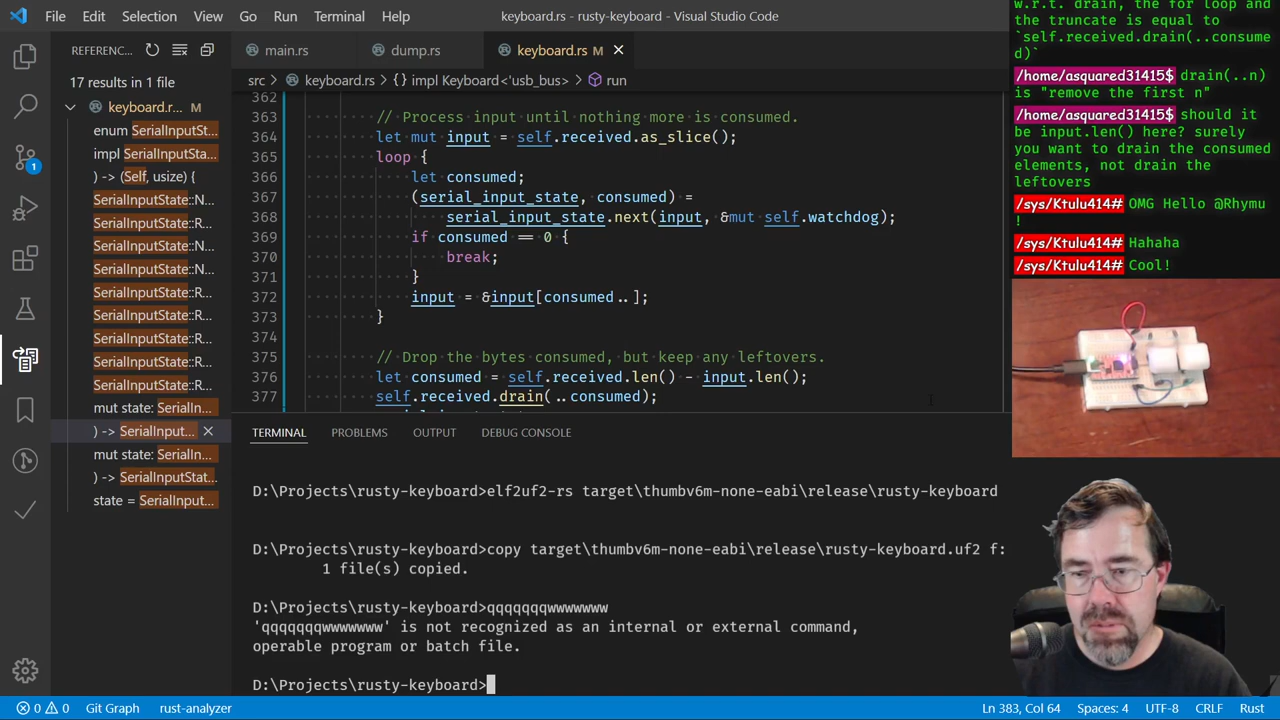 File Edit Selection View Go Run Terminal Help
keyboard.rs - rusty-keyboard - Visual Studio Code
REFERENC...
17 results in 1 file
keyboard.r... M
enum SerialInputSt...
impl SerialInputSta...
) -> (Self, usize) {
SerialInputState::N...
SerialInputState::R...
SerialInputState::N...
SerialInputState::N...
SerialInputState::R...
SerialInputState::R...
SerialInputState::R...
SerialInputState::R...
SerialInputState::R...
mut state: SerialIn...
) -> SerialInput...
mut state: SerialIn...
) -> SerialInputStat...
state = SerialInput...
main.rs
dump.rs
keyboard.rs M
src > keyboard.rs > {} impl Keyboard<'usb_bus> > run
362
363 // Process input until nothing more is consumed.
364 let mut input = self.received.as_slice();
365 loop {
366 let consumed;
367 (serial_input_state, consumed) =
368 serial_input_state.next(input, &mut self.watchdog);
369 if consumed == 0 {
370 break;
371 }
372 input = &input[consumed..];
373 }
374
375 // Drop the bytes consumed, but keep any leftovers.
376 let consumed = self.received.len() - input.len();
377 self.received.drain(..consumed);
TERMINAL PROBLEMS OUTPUT DEBUG CONSOLE
D:\Projects\rusty-keyboard>elf2uf2-rs target\thumbv6m-none-eabi\release\rusty-keyboard
D:\Projects\rusty-keyboard>copy target\thumbv6m-none-eabi\release\rusty-keyboard.uf2 f:
1 file(s) copied.
D:\Projects\rusty-keyboard>qqqqqqqwwwwwww
'qqqqqqqwwwwwww' is not recognized as an internal or external command,
operable program or batch file.
D:\Projects\rusty-keyboard>
1
0 0 Git Graph rust-analyzer
Ln 383, Col 64 Spaces: 4 UTF-8 CRLF Rust
w.r.t. drain, the for loop and
the truncate is equal to
`self.received.drain(..consume
d)`
/home/asquared31415$ drain(..n)
is "remove the first n"
/home/asquared31415$ should it
be input.len() here? surely
you want to drain the consumed
elements, not drain the
leftovers
/sys/Ktulu414# OMG Hello @Rhymu
!
/sys/Ktulu414# Hahaha
/sys/Ktulu414# Cool!